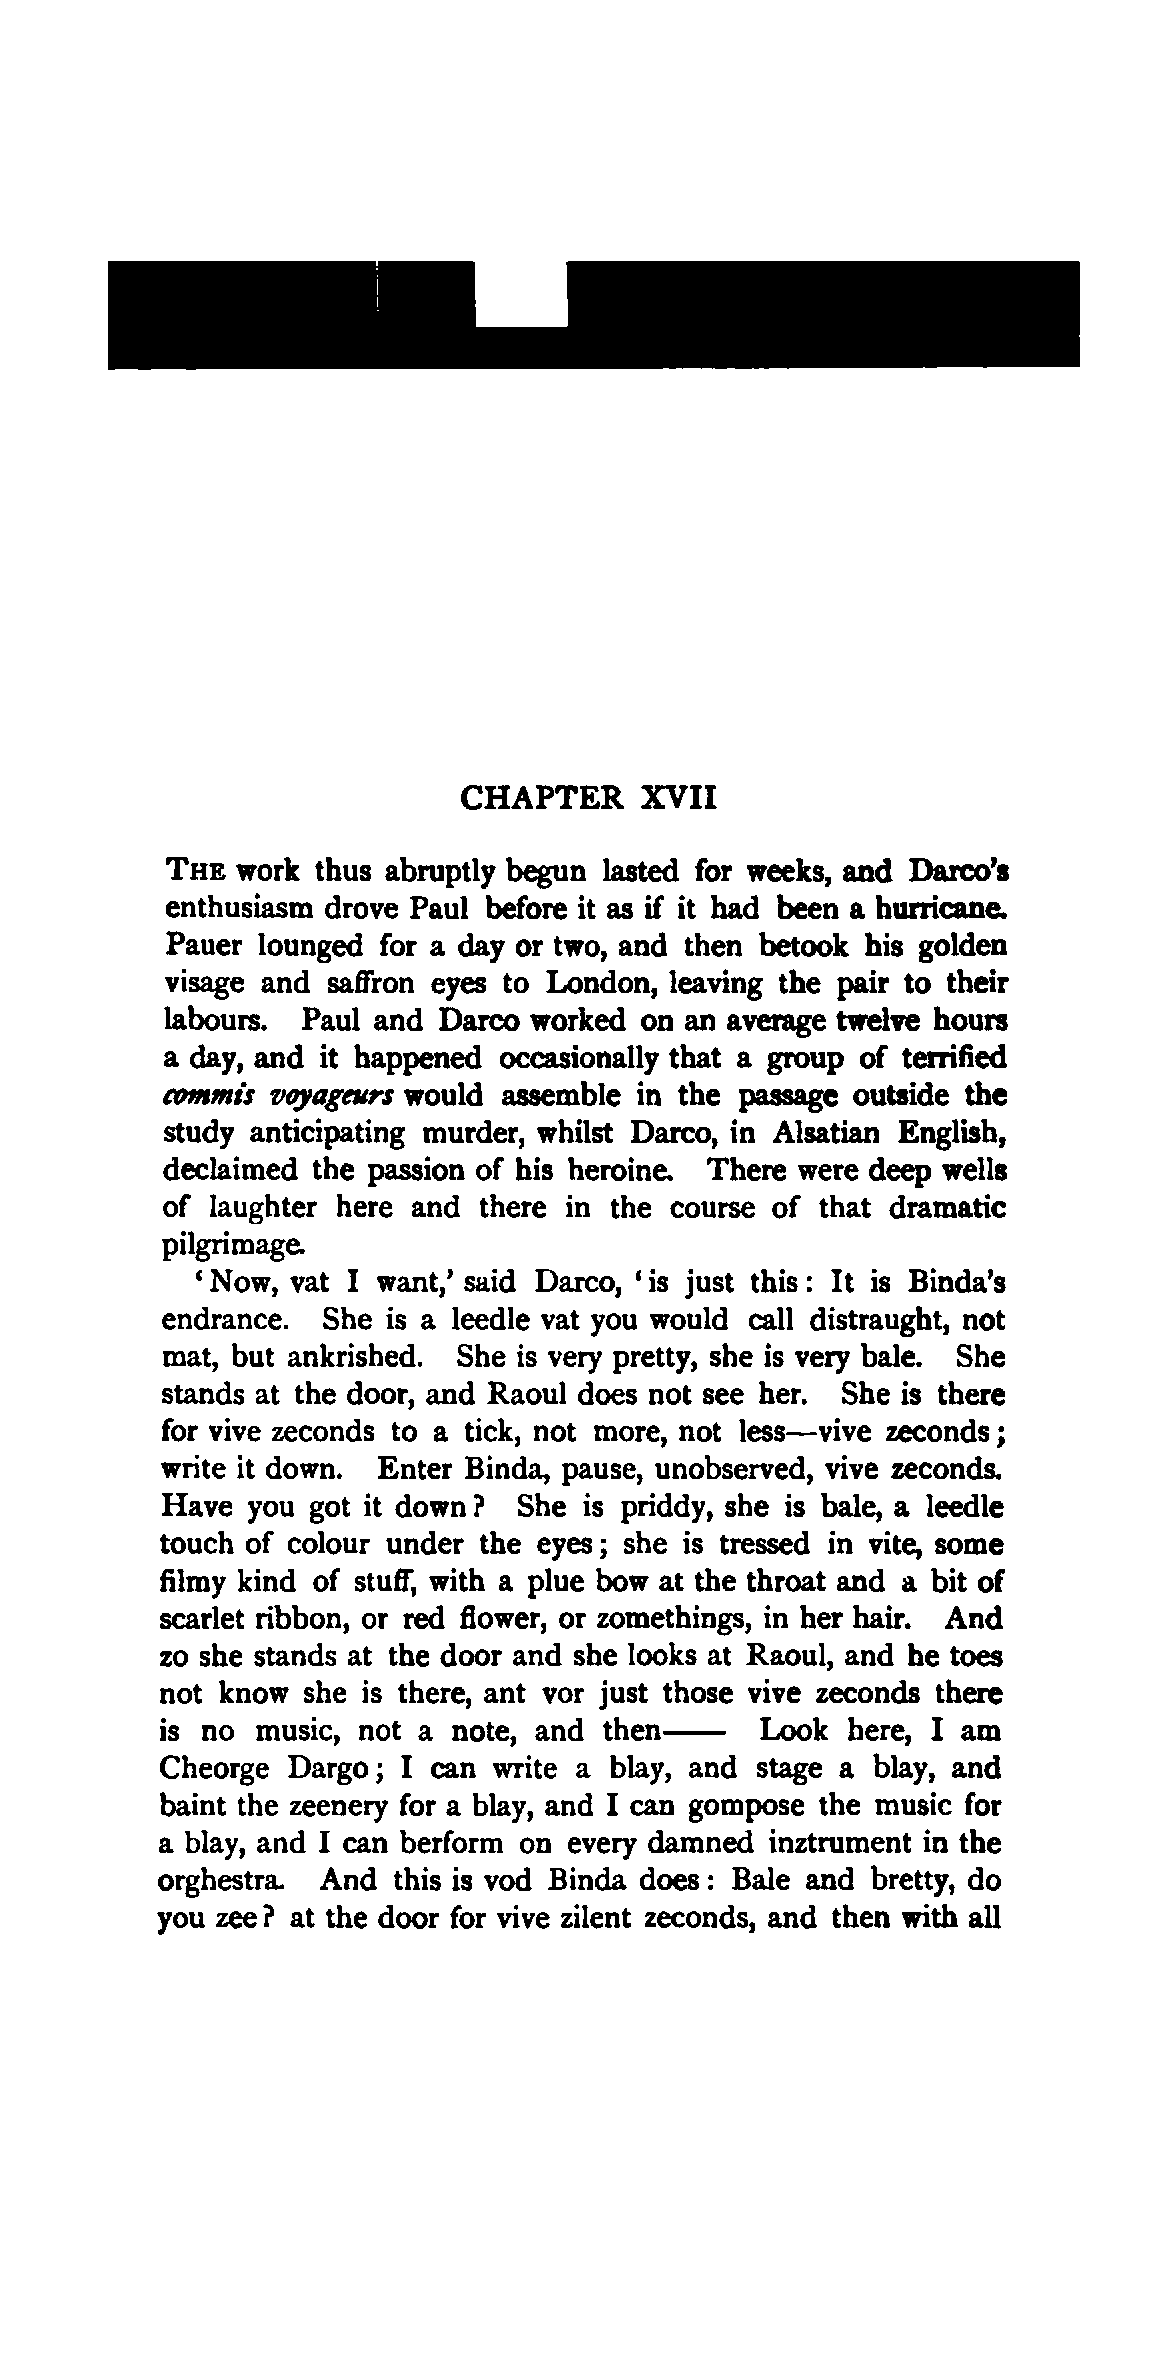 CHAPTER XVII
THE work thus abruptly begun lasted for weeks, and Darco's
enthusiasm drove Paul before it as if it had been a hurricane.
Pauer lounged for a day or two, and then betook his golden
visage and saffron eyes to London, leaving the pair to their
labours. Paul and Darco worked on an average twelve hours
a day, and it happened occasionally that a group of terrified
commis voyageurs would assemble in the passage outside the
study anticipating murder, whilst Darco, in Alsatian English,
declaimed the passion of his heroine. There were deep wells
of laughter here and there in the course of that dramatic
pilgrimage.
‘Now, vat I want,’ said Darco, ‘is just this: It is Binda's
endrance. She is a leedle vat you would call distraught, not
mat, but ankrished. She is very pretty, she is very bale. She
stands at the door, and Raoul does not see her. She is there
for vive zeconds to a tick, not more, not less—vive zeconds;
write it down. Enter Binda, pause, unobserved, vive zeconds.
Have you got it down? She is priddy, she is bale, a leedle
touch of colour under the eyes; she is tressed in vite, some
filmy kind of stuff, with a plue bow at the throat and a bit of
scarlet ribbon, or red flower, or zomethings, in her hair. And
zo she stands at the door and she looks at Raoul, and he toes
not know she is there, ant vor just those vive zeconds there
is no music, not a note, and then—— Look here, I am
Cheorge Dargo; I can write a blay, and stage a blay, and
baint the zeenery for a blay, and I can gompose the music for
a blay, and I can berform on every damned inztrument in the
orghestra. And this is vod Binda does: Bale and bretty, do
you zee? at the door for vive zilent zeconds, and then with all